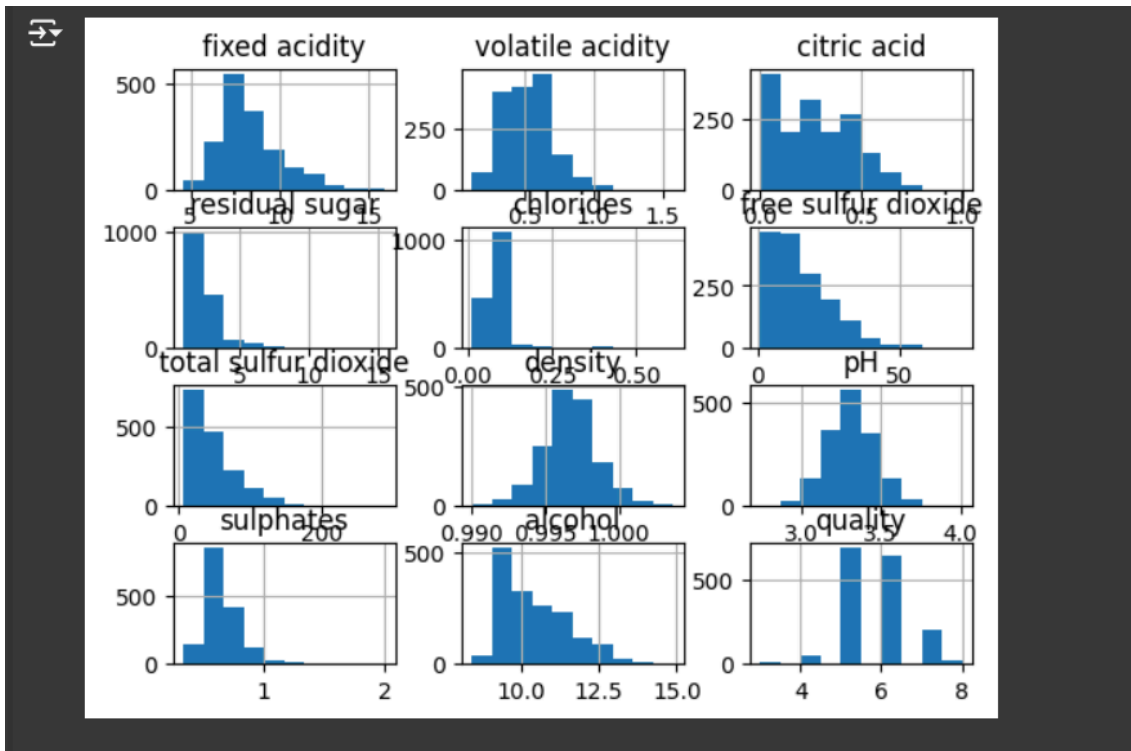 fixed acidity volatile acidity citric acid
500
250
250
0 0 0
5 10 15 0.5 1.0 1.5 0.0 0.5 1.0
residual sugar chlorides free sulfur dioxide
1000 1000
250
0 0 0
5 10 15 0.00 0.25 0.50 0 50
total sulfur dioxide density pH
500 500 500
0 0 0
0 200 0.990 0.995 1.000 3.0 3.5 4.0
sulphates alcohol quality
500 500 500
0 0 0
1 2 10.0 12.5 15.0 4 6 8